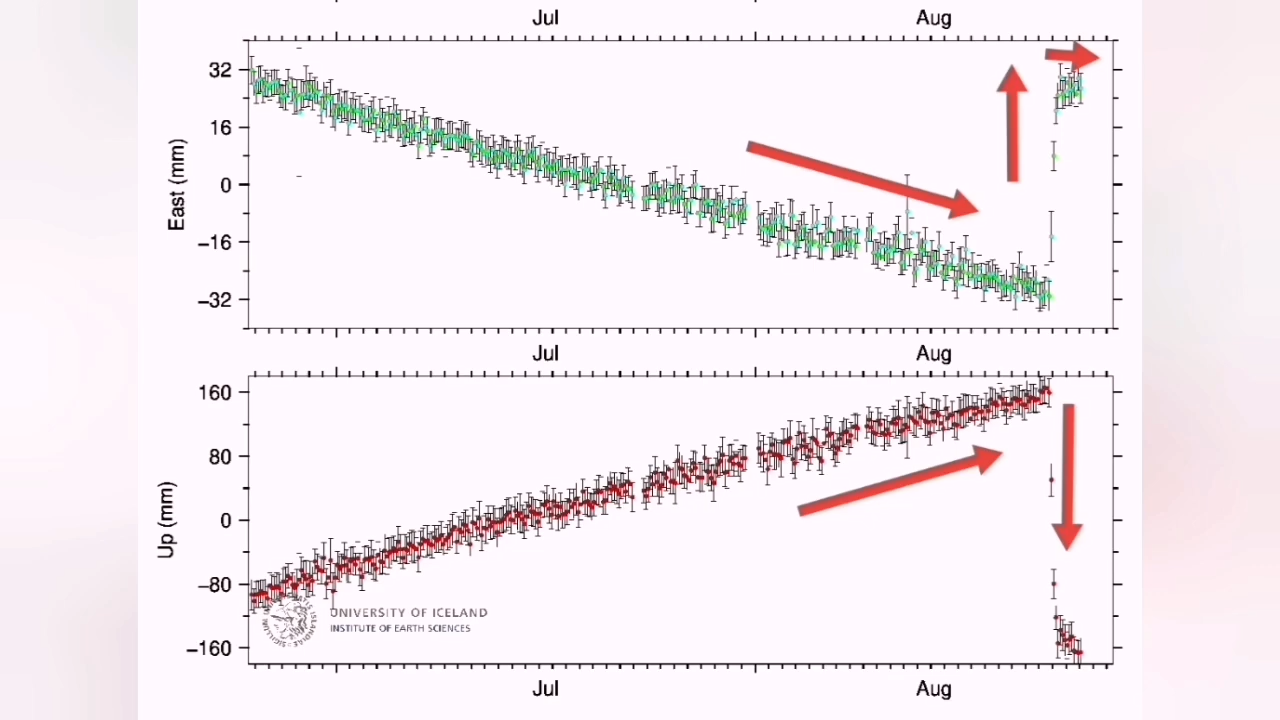 Jul Aug
32
16
0
−16
−32
East (mm)
Jul Aug
160
80
0
−80
−160
Up (mm)
UNIVERSITY OF ICELAND
INSTITUTE OF EARTH SCIENCES
Jul Aug